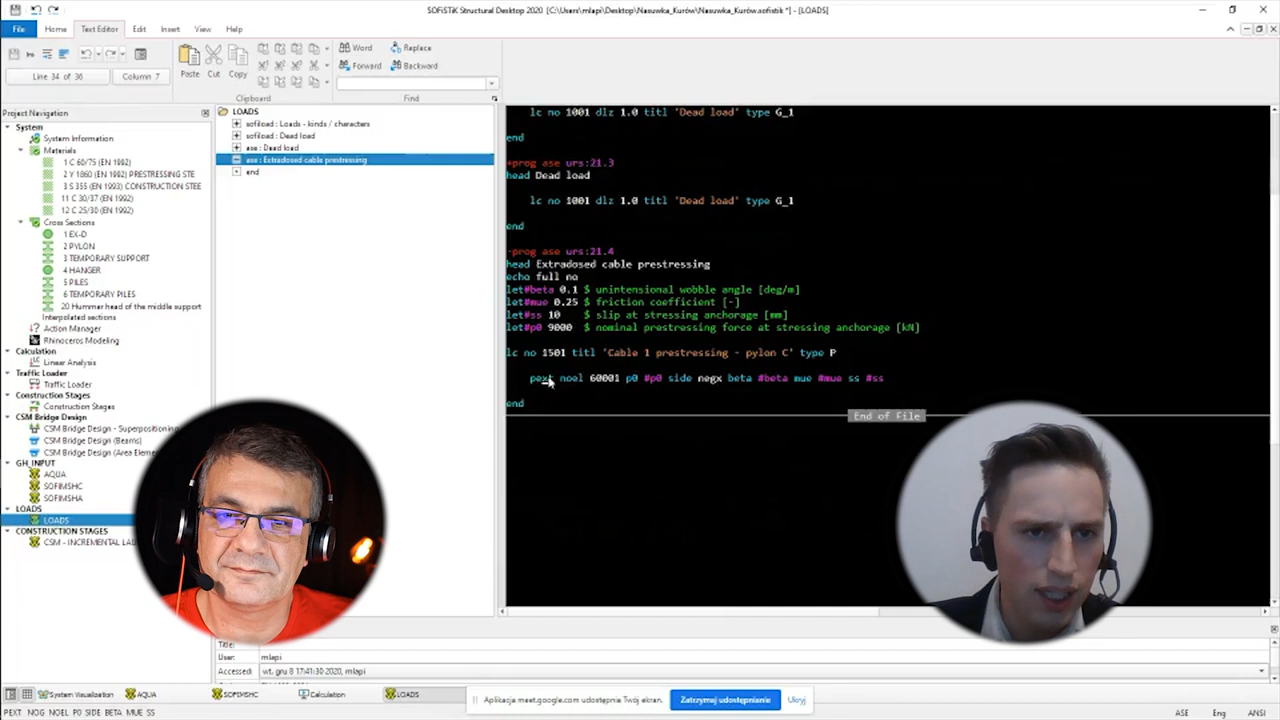 SOFiSTiK Structural Desktop 2020 [C:\Users\mlapi\Desktop\Nasuwka_Kurów\Nasuwka_Kurów.sofistik *] - [LOADS]
File Home Text Editor Edit Insert View Help
Line 34 of 36 Column 7
Paste Cut Copy
Clipboard
Word Replace
Forward Backward
Find
Project Navigation
System
System Information
Materials
1 C 60/75 (EN 1992)
2 Y 1860 (EN 1992) PRESTRESSING STE
3 S 355 (EN 1993) CONSTRUCTION STEE
11 C 30/37 (EN 1992)
12 C 25/30 (EN 1992)
Cross Sections
1 EX-D
2 PYLON
3 TEMPORARY SUPPORT
4 HANGER
5 PILES
6 TEMPORARY PILES
20 Hummar head of the middle support
Interpolated sections
Action Manager
Rhinoceros Modeling
Calculation
Linear Analysis
Traffic Loader
Traffic Loader
Construction Stages
Construction Stages
CSM Bridge Design
CSM Bridge Design - Superpositioning
CSM Bridge Design (Beams)
CSM Bridge Design (Area Elem
GH_INPUT
AQUA
SOFIMSHC
SOFIMSHA
LOADS
LOADS
CONSTRUCTION STAGES
CSM - INCREMENTAL LAU
LOADS
sofiload : Loads - kinds / characters
sofiload : Dead load
ase : Dead load
ase : Extradosed cable prestressing
end
lc no 1001 dlz 1.0 titl 'Dead load' type G_1
end
+prog ase urs:21.3
head Dead load
lc no 1001 dlz 1.0 titl 'Dead load' type G_1
end
-prog ase urs:21.4
head Extradosed cable prestressing
echo full no
let#beta 0.1 $ unintensional wobble angle [deg/m]
let#mue 0.25 $ friction coefficient [-]
let#ss 10 $ slip at stressing anchorage [mm]
let#p0 9000 $ nominal prestressing force at stressing anchorage [kN]
lc no 1501 titl 'Cable 1 prestressing - pylon C' type P
pext noel 60001 p0 #p0 side negx beta #beta mue #mue ss #ss
end
End of File
Title:
User: mlapi
Accessed: wt. gru 8 17:41:30 2020, mlapi
System Visualization AQUA SOFIMSHC Calculation LOADS
Aplikacja meet.google.com udostępnia Twój ekran. Zatrzymaj udostępnianie Ukryj
PEXT NOG NOEL P0 SIDE BETA MUE SS ASE Eng ANSI